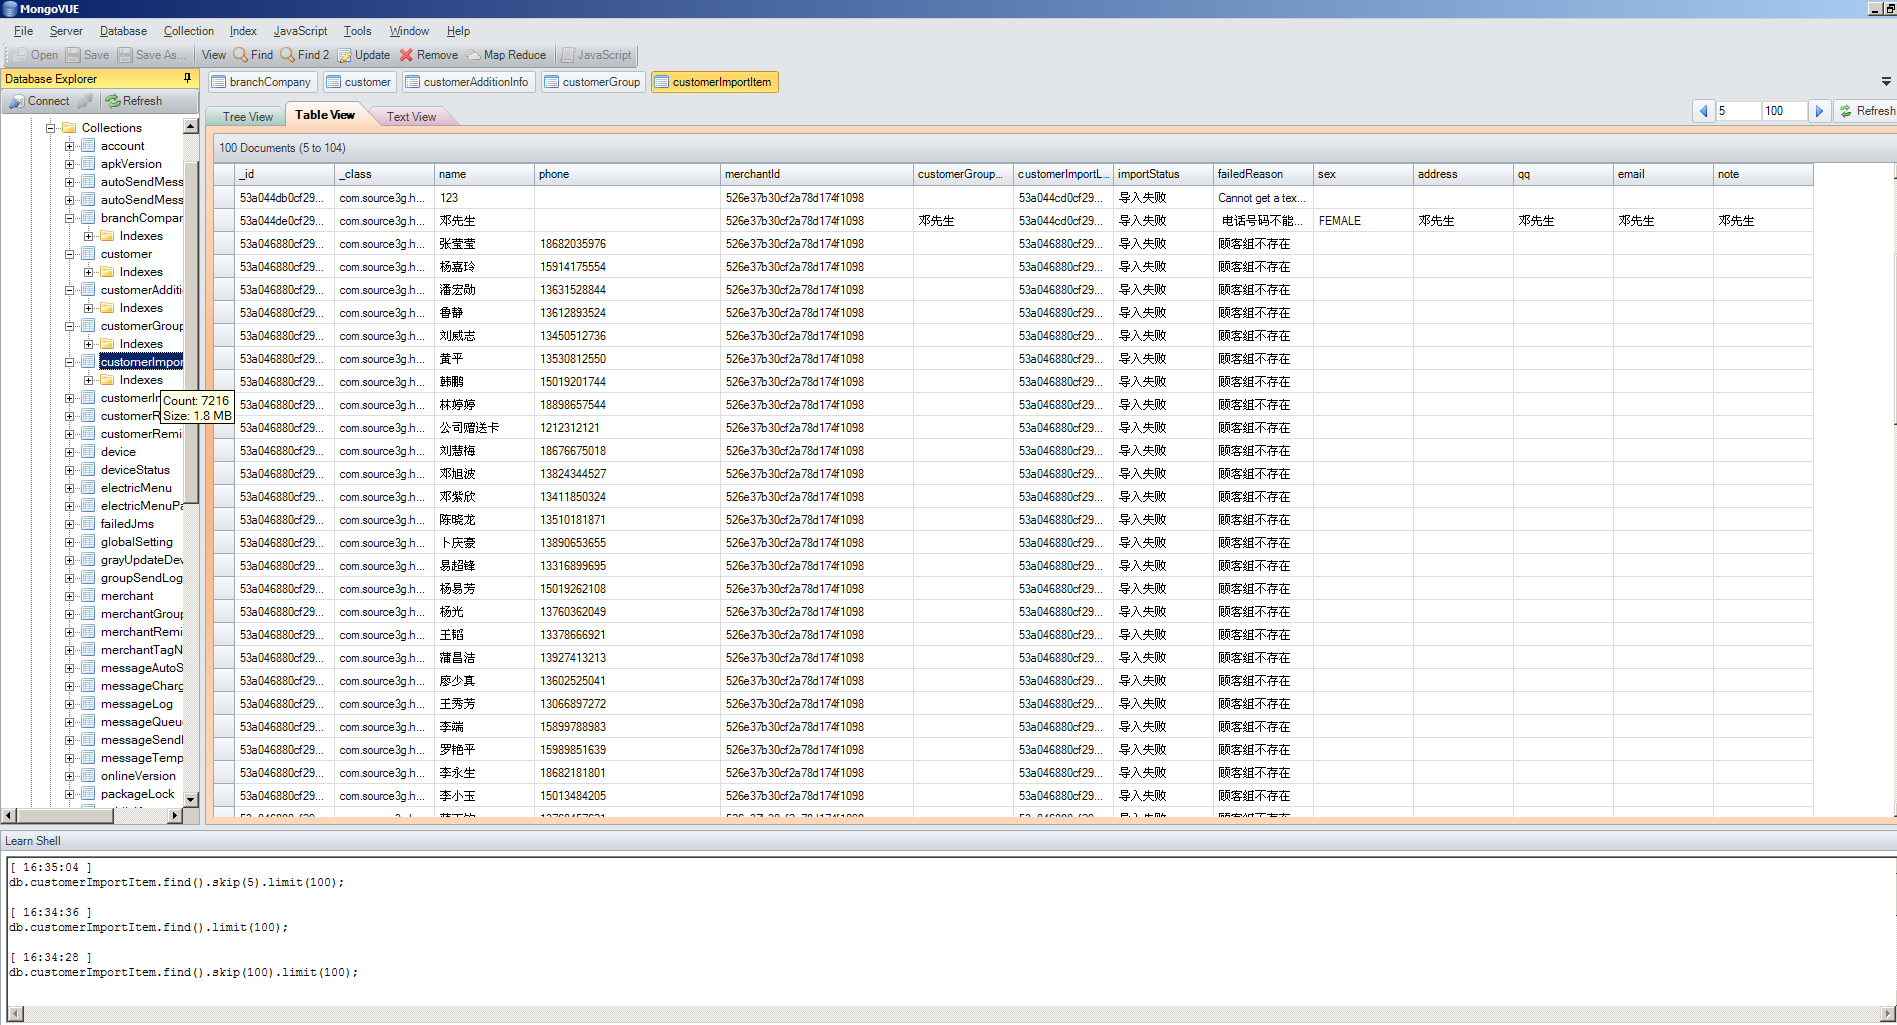 MongoVUE
File Server Database Collection Index JavaScript Tools Window Help
Open Save Save As... View Find Find 2 Update Remove Map Reduce JavaScript
Database Explorer
Connect Refresh
branchCompany customer customerAdditionInfo customerGroup customerImportItem
Tree View Table View Text View
5 100 Refresh
Collections
account
apkVersion
autoSendMess
autoSendMess
branchCompar
Indexes
customer
Indexes
customerAdditi
Indexes
customerGroup
Indexes
customerImpor
Indexes
customerIr
customerR
customerRemi
device
deviceStatus
electricMenu
electricMenuPa
failedJms
globalSetting
grayUpdateDev
groupSendLog
merchant
merchantGroup
merchantRemi
merchantTagN
messageAutoS
messageCharg
messageLog
messageQueu
messageSendl
messageTemp
onlineVersion
packageLock
Count: 7216
Size: 1.8 MB
100 Documents (5 to 104)
_id _class name phone merchantId customerGroup... customerImportL... importStatus failedReason sex address qq email note
53a044db0cf29... com.source3g.h... 123 526e37b30cf2a78d174f1098 53a044cd0cf29... 导入失败 Cannot get a tex...
53a044de0cf29... com.source3g.h... 邓先生 526e37b30cf2a78d174f1098 邓先生 53a044cd0cf29... 导入失败 电话号码不能... FEMALE 邓先生 邓先生 邓先生 邓先生
53a046880cf29... com.source3g.h... 张莹莹 18682035976 526e37b30cf2a78d174f1098 53a046880cf29... 导入失败 顾客组不存在
53a046880cf29... com.source3g.h... 杨嘉玲 15914175554 526e37b30cf2a78d174f1098 53a046880cf29... 导入失败 顾客组不存在
53a046880cf29... com.source3g.h... 潘宏勋 13631528844 526e37b30cf2a78d174f1098 53a046880cf29... 导入失败 顾客组不存在
53a046880cf29... com.source3g.h... 鲁静 13612893524 526e37b30cf2a78d174f1098 53a046880cf29... 导入失败 顾客组不存在
53a046880cf29... com.source3g.h... 刘威志 13450512736 526e37b30cf2a78d174f1098 53a046880cf29... 导入失败 顾客组不存在
53a046880cf29... com.source3g.h... 黄平 13530812550 526e37b30cf2a78d174f1098 53a046880cf29... 导入失败 顾客组不存在
53a046880cf29... com.source3g.h... 韩鹏 15019201744 526e37b30cf2a78d174f1098 53a046880cf29... 导入失败 顾客组不存在
53a046880cf29... com.source3g.h... 林婷婷 18898657544 526e37b30cf2a78d174f1098 53a046880cf29... 导入失败 顾客组不存在
53a046880cf29... com.source3g.h... 公司赠送卡 1212312121 526e37b30cf2a78d174f1098 53a046880cf29... 导入失败 顾客组不存在
53a046880cf29... com.source3g.h... 刘慧梅 18676675018 526e37b30cf2a78d174f1098 53a046880cf29... 导入失败 顾客组不存在
53a046880cf29... com.source3g.h... 邓旭波 13824344527 526e37b30cf2a78d174f1098 53a046880cf29... 导入失败 顾客组不存在
53a046880cf29... com.source3g.h... 邓紫欣 13411850324 526e37b30cf2a78d174f1098 53a046880cf29... 导入失败 顾客组不存在
53a046880cf29... com.source3g.h... 陈晓龙 13510181871 526e37b30cf2a78d174f1098 53a046880cf29... 导入失败 顾客组不存在
53a046880cf29... com.source3g.h... 卜庆豪 13890653655 526e37b30cf2a78d174f1098 53a046880cf29... 导入失败 顾客组不存在
53a046880cf29... com.source3g.h... 易超锋 13316899695 526e37b30cf2a78d174f1098 53a046880cf29... 导入失败 顾客组不存在
53a046880cf29... com.source3g.h... 杨易芳 15019262108 526e37b30cf2a78d174f1098 53a046880cf29... 导入失败 顾客组不存在
53a046880cf29... com.source3g.h... 杨光 13760362049 526e37b30cf2a78d174f1098 53a046880cf29... 导入失败 顾客组不存在
53a046880cf29... com.source3g.h... 王韬 13378666921 526e37b30cf2a78d174f1098 53a046880cf29... 导入失败 顾客组不存在
53a046880cf29... com.source3g.h... 蒲昌洁 13927413213 526e37b30cf2a78d174f1098 53a046880cf29... 导入失败 顾客组不存在
53a046880cf29... com.source3g.h... 廖少真 13602525041 526e37b30cf2a78d174f1098 53a046880cf29... 导入失败 顾客组不存在
53a046880cf29... com.source3g.h... 王秀芳 13066897272 526e37b30cf2a78d174f1098 53a046880cf29... 导入失败 顾客组不存在
53a046880cf29... com.source3g.h... 李端 15899788983 526e37b30cf2a78d174f1098 53a046880cf29... 导入失败 顾客组不存在
53a046880cf29... com.source3g.h... 罗艳平 15989851639 526e37b30cf2a78d174f1098 53a046880cf29... 导入失败 顾客组不存在
53a046880cf29... com.source3g.h... 李永生 18682181801 526e37b30cf2a78d174f1098 53a046880cf29... 导入失败 顾客组不存在
53a046880cf29... com.source3g.h... 李小玉 15013484205 526e37b30cf2a78d174f1098 53a046880cf29... 导入失败 顾客组不存在
Learn Shell
[ 16:35:04 ]
db.customerImportItem.find().skip(5).limit(100);
[ 16:34:36 ]
db.customerImportItem.find().limit(100);
[ 16:34:28 ]
db.customerImportItem.find().skip(100).limit(100);